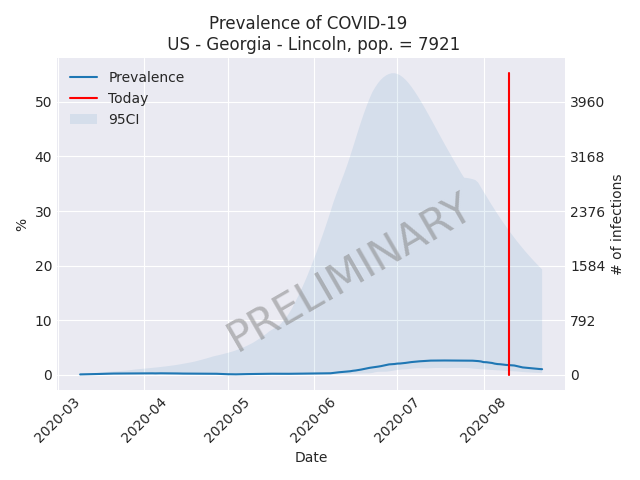 Prevalence of COVID-19
US - Georgia - Lincoln, pop. = 7921
Prevalence
Today
95CI
50
40
30
20
10
0
%
3960
3168
2376
1584
792
0
# of infections
PRELIMINARY
2020-03
2020-04
2020-05
2020-06
2020-07
2020-08
Date